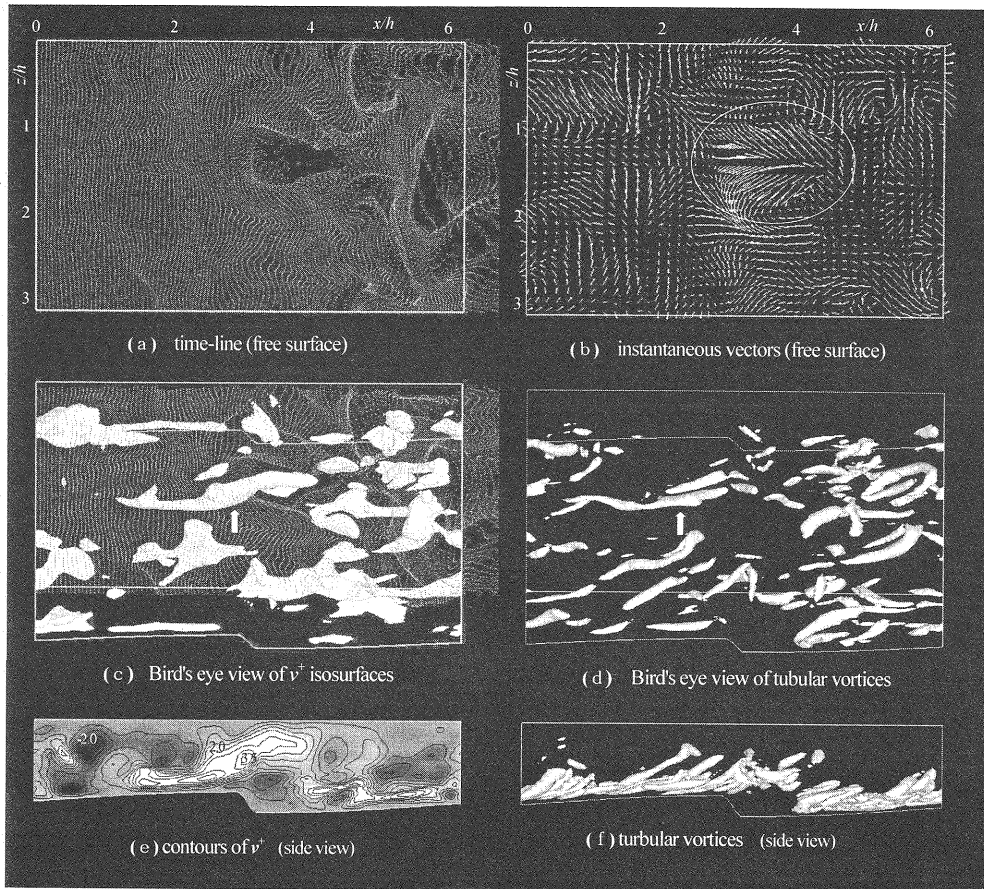 0 2 x/h 4 6
z/h
1
2
3
(a) time-line (free surface)
0 2 4 x/h 6
z/h
1
2
3
(b) instantaneous vectors (free surface)
(c) Bird's eye view of v+ isosurfaces
(d) Bird's eye view of tubular vortices
-2.0 2.0
(e) contours of v+ (side view)
(f) turbular vortices (side view)